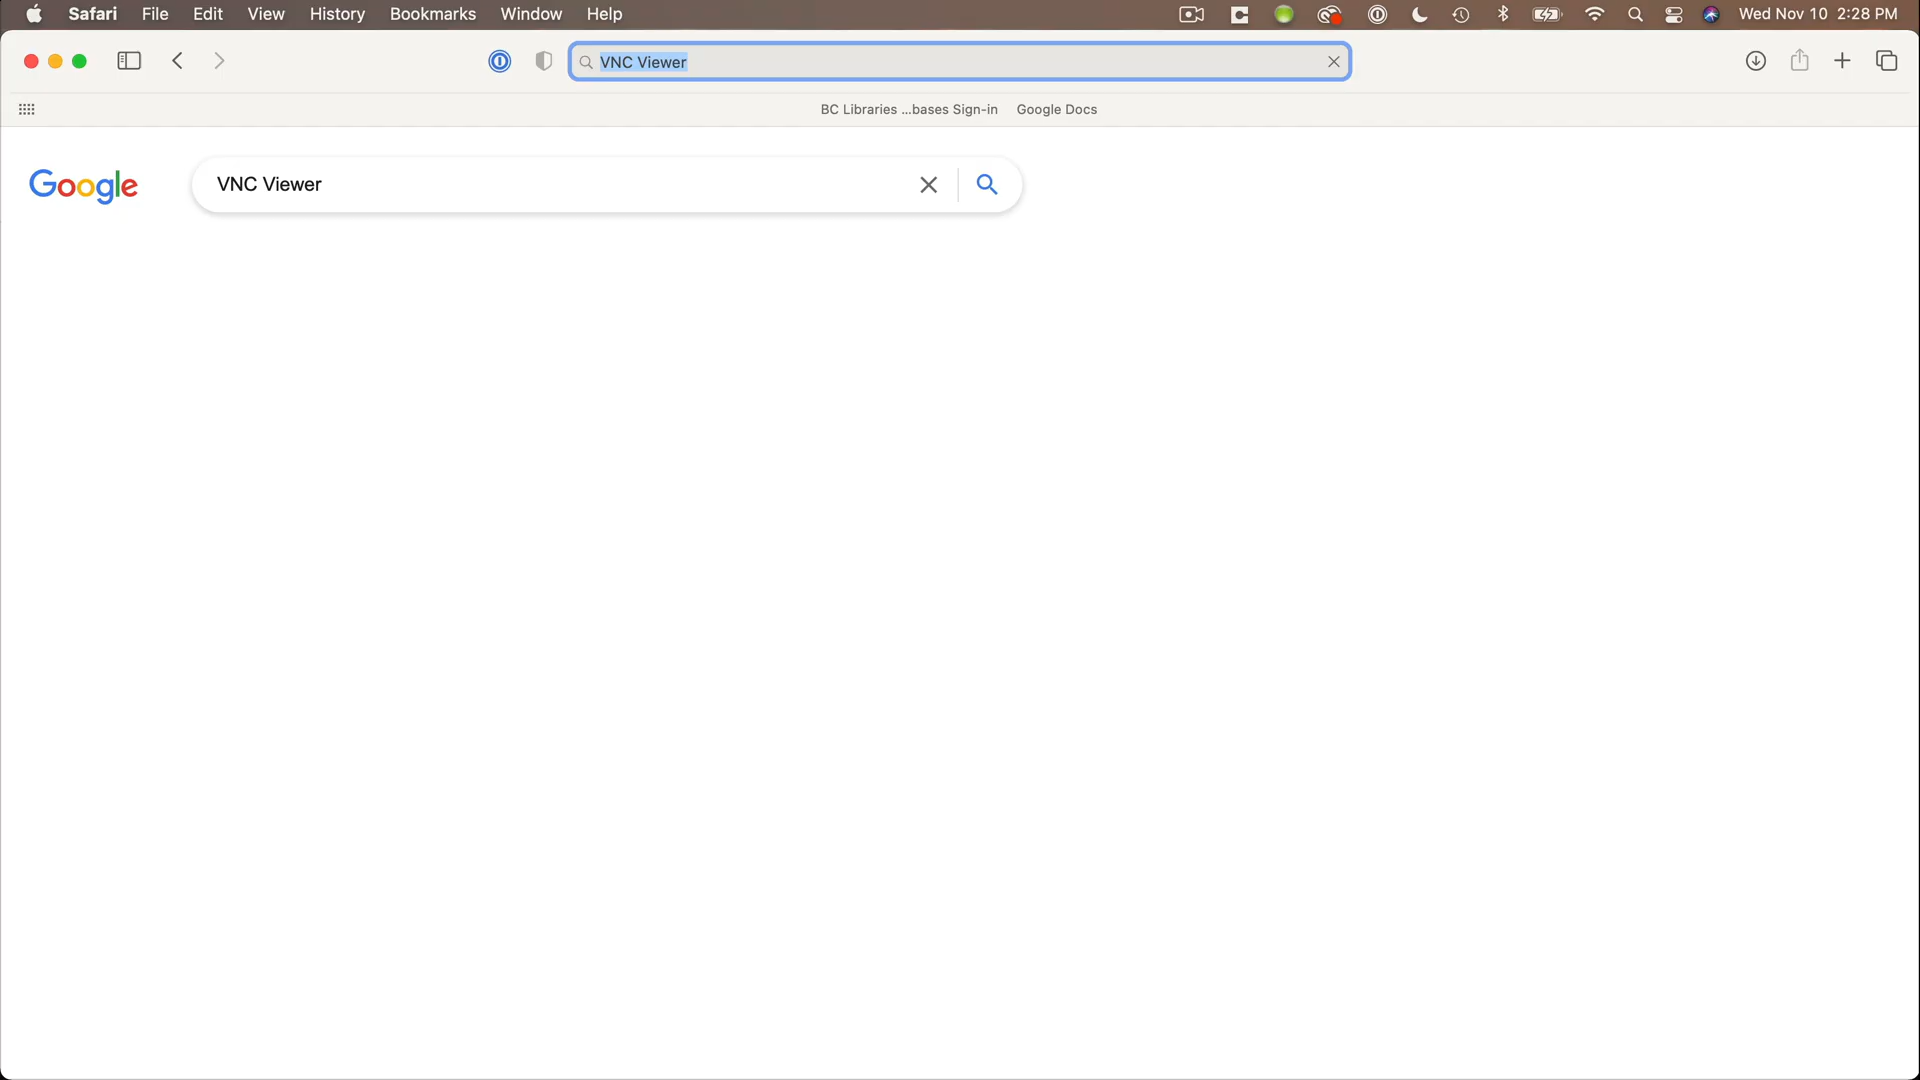 Safari File Edit View History Bookmarks Window Help Wed Nov 10 2:28 PM
VNC Viewer
BC Libraries ...bases Sign-in Google Docs
Google VNC Viewer